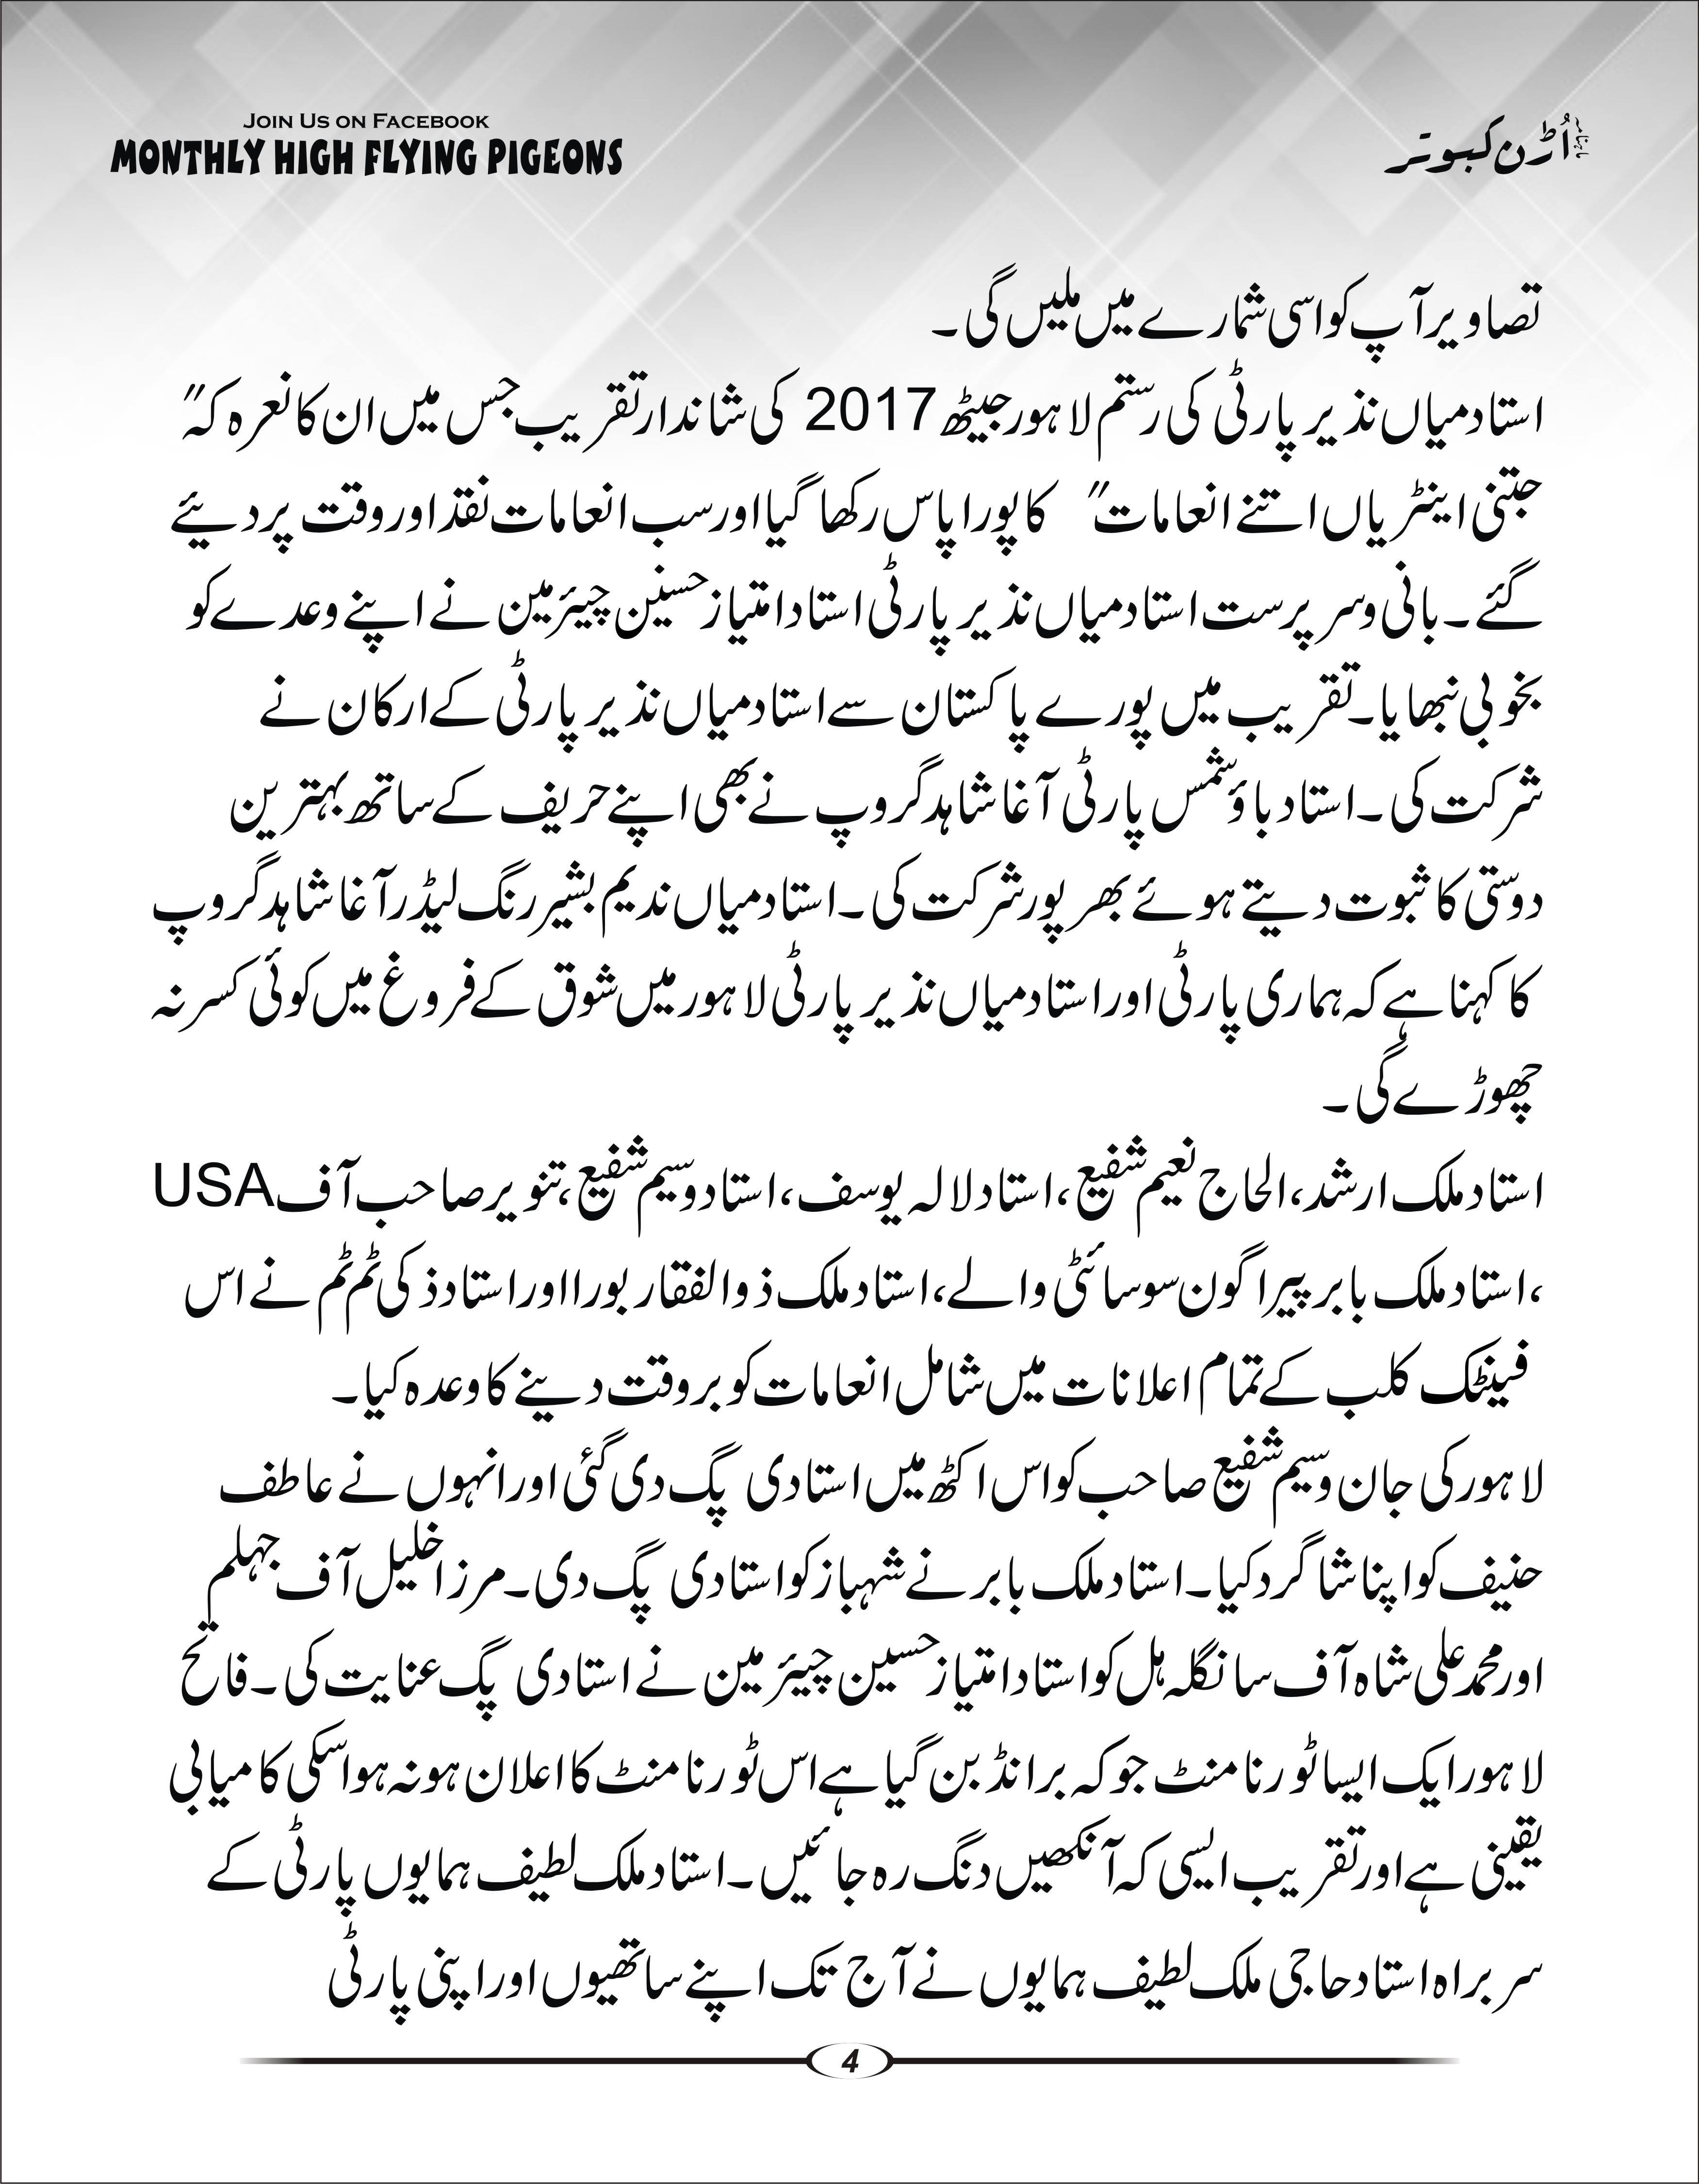 JOIN US ON FACEBOOK
MONTHLY HIGH FLYING PIGEONS
ماہنامہ اُڑن کبوتر
تصاویر آپ کو اسی شمارے میں ملیں گی۔
استاد میاں نذیر پارٹی کی رستم لاہور جیٹھ 2017 کی شاندار تقریب جس میں ان کا نعرہ کہ "
جتنی اینٹریاں اتنے انعامات" کا پورا پاس رکھا گیا اور سب انعامات نقد اور وقت پر دیئے
گئے۔ بانی و سر پرست استاد میاں نذیر پارٹی استاد امتیاز حسنین چیئرمین نے اپنے وعدے کو
بخوبی نبھایا۔ تقریب میں پورے پاکستان سے استاد میاں نذیر پارٹی کے ارکان نے
شرکت کی۔ استاد باؤ شمس پارٹی آغا شاہد گروپ نے بھی اپنے حریف کے ساتھ بہترین
دوستی کا ثبوت دیتے ہوئے بھر پور شرکت کی۔ استاد میاں ندیم بشیر رنگ لیڈر آغا شاہد گروپ
کا کہنا ہے کہ ہماری پارٹی اور استاد میاں نذیر پارٹی لاہور میں شوق کے فروغ میں کوئی کسر نہ
چھوڑے گی۔
استاد ملک ارشد، الحاج نعیم شفیع، استاد لالہ یوسف، استاد وسیم شفیع، تنویر صاحب آف USA
، استاد ملک بابر پیراگون سوسائٹی والے، استاد ملک ذوالفقار بورا اور استاد ذکی ٹم ٹم نے اس
فینٹک کلب کے تمام اعلانات میں شامل انعامات کو بروقت دینے کا وعدہ کیا۔
لاہور کی جان وسیم شفیع صاحب کو اس اکٹھ میں استادی پگ دی گئی اور انہوں نے عاطف
حنیف کو اپنا شاگرد کیا۔ استاد ملک بابر نے شہباز کو استادی پگ دی۔ مرزا خلیل آف جہلم
اور محمد علی شاہ آف سانگلہ ہل کو استاد امتیاز حسین چیئرمین نے استادی پگ عنایت کی۔ فاتح
لاہور ایک ایسا ٹورنامنٹ جو کہ برانڈ بن گیا ہے اس ٹورنامنٹ کا اعلان ہو نہ ہو اسکی کامیابی
یقینی ہے اور تقریب ایسی کہ آنکھیں دنگ رہ جائیں۔ استاد ملک لطیف ہمایوں پارٹی کے
سربراہ استاد حاجی ملک لطیف ہمایوں نے آج تک اپنے ساتھیوں اور اپنی پارٹی
4